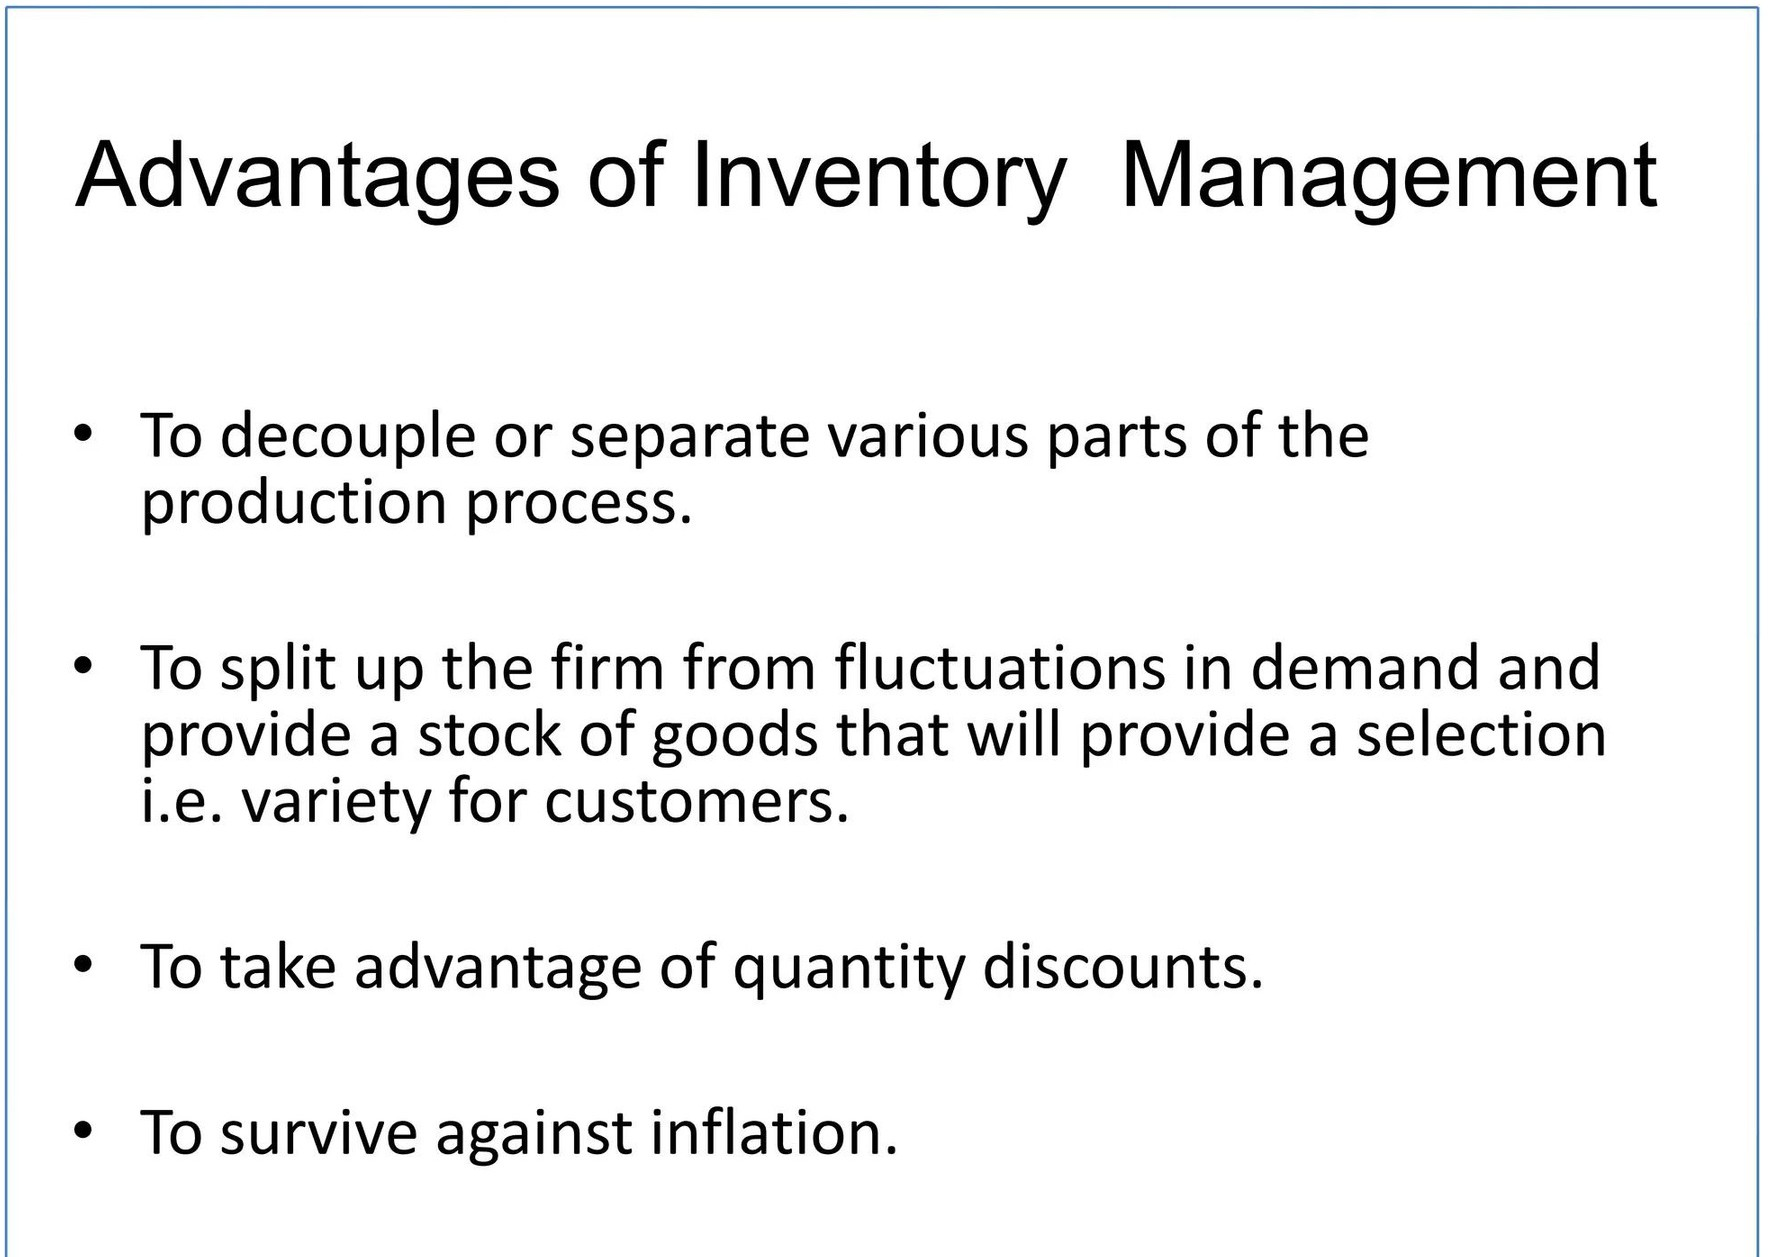 Advantages of Inventory  Management
• To decouple or separate various parts of the
production process.
• To split up the firm from fluctuations in demand and
provide a stock of goods that will provide a selection
i.e. variety for customers.
• To take advantage of quantity discounts.
• To survive against inflation.